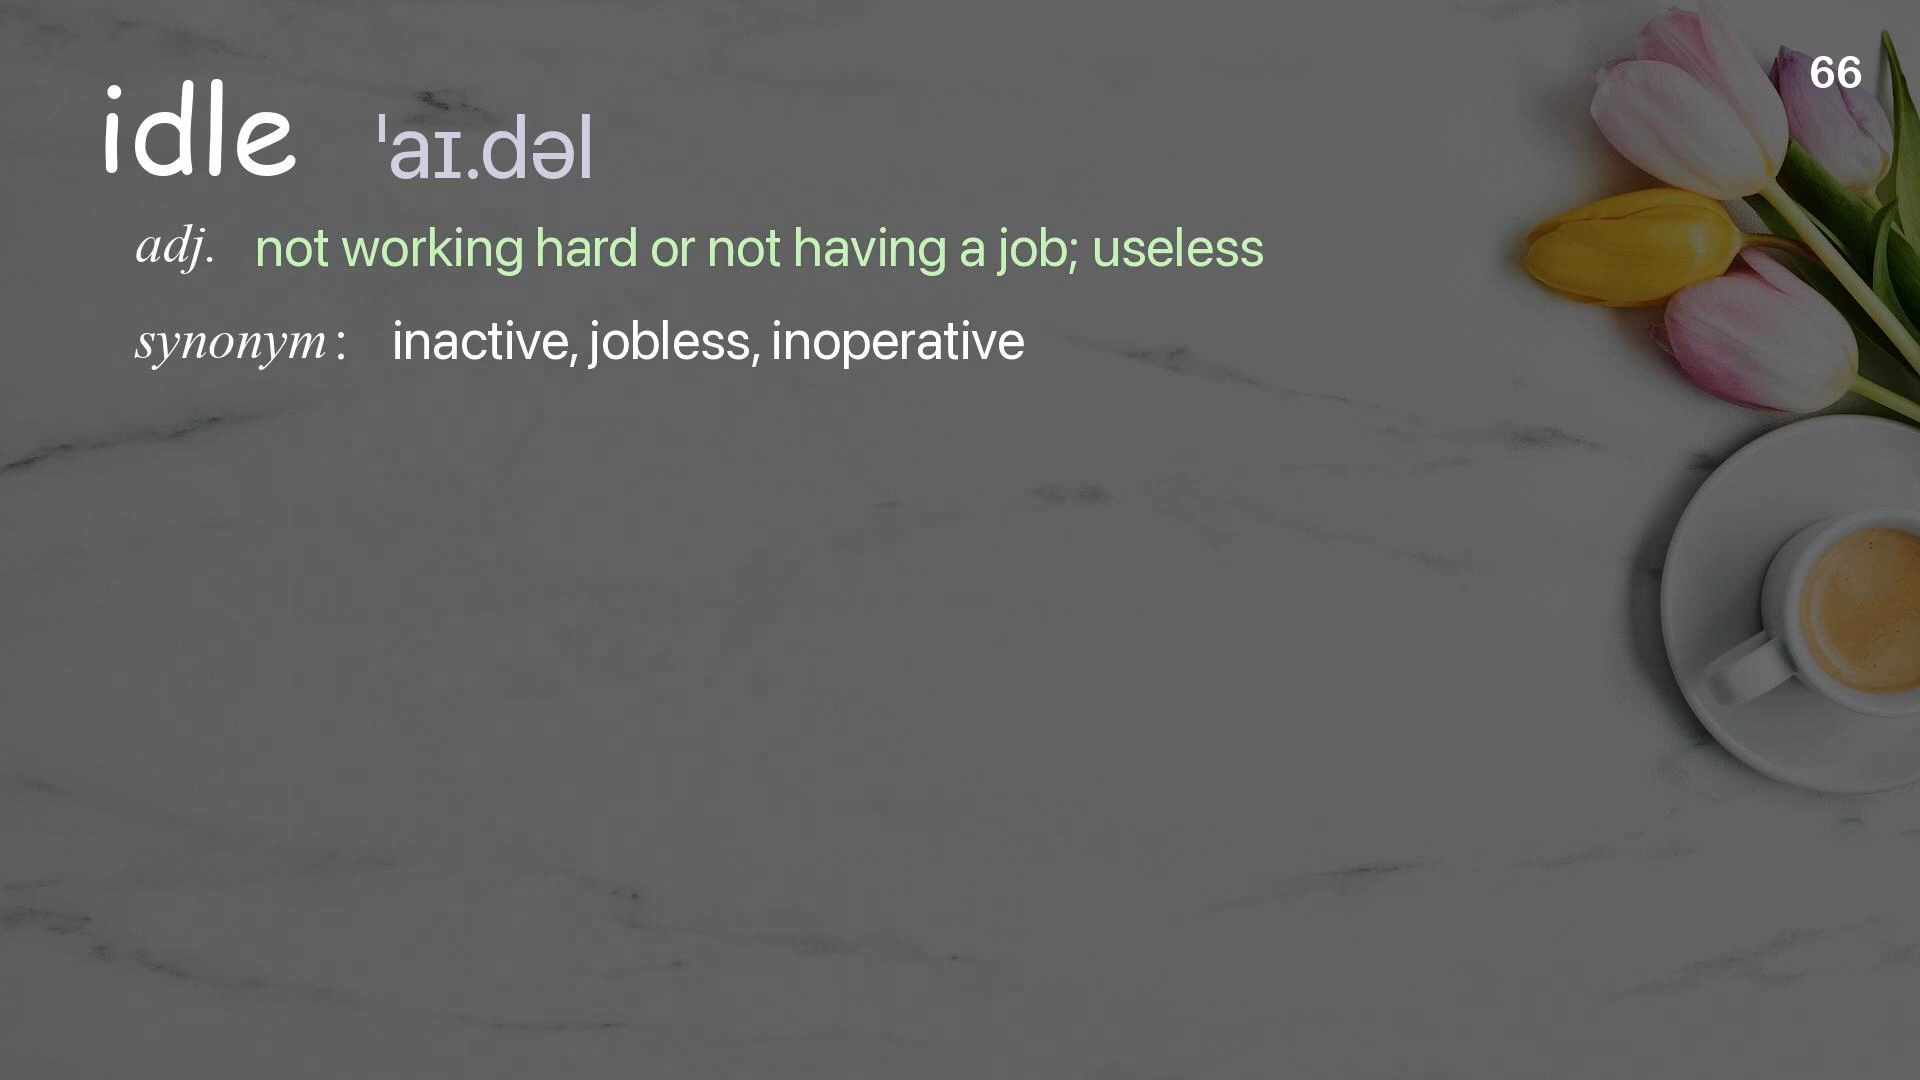 66
idle ˈaɪ.dəl
adj. not working hard or not having a job; useless
synonym: inactive, jobless, inoperative